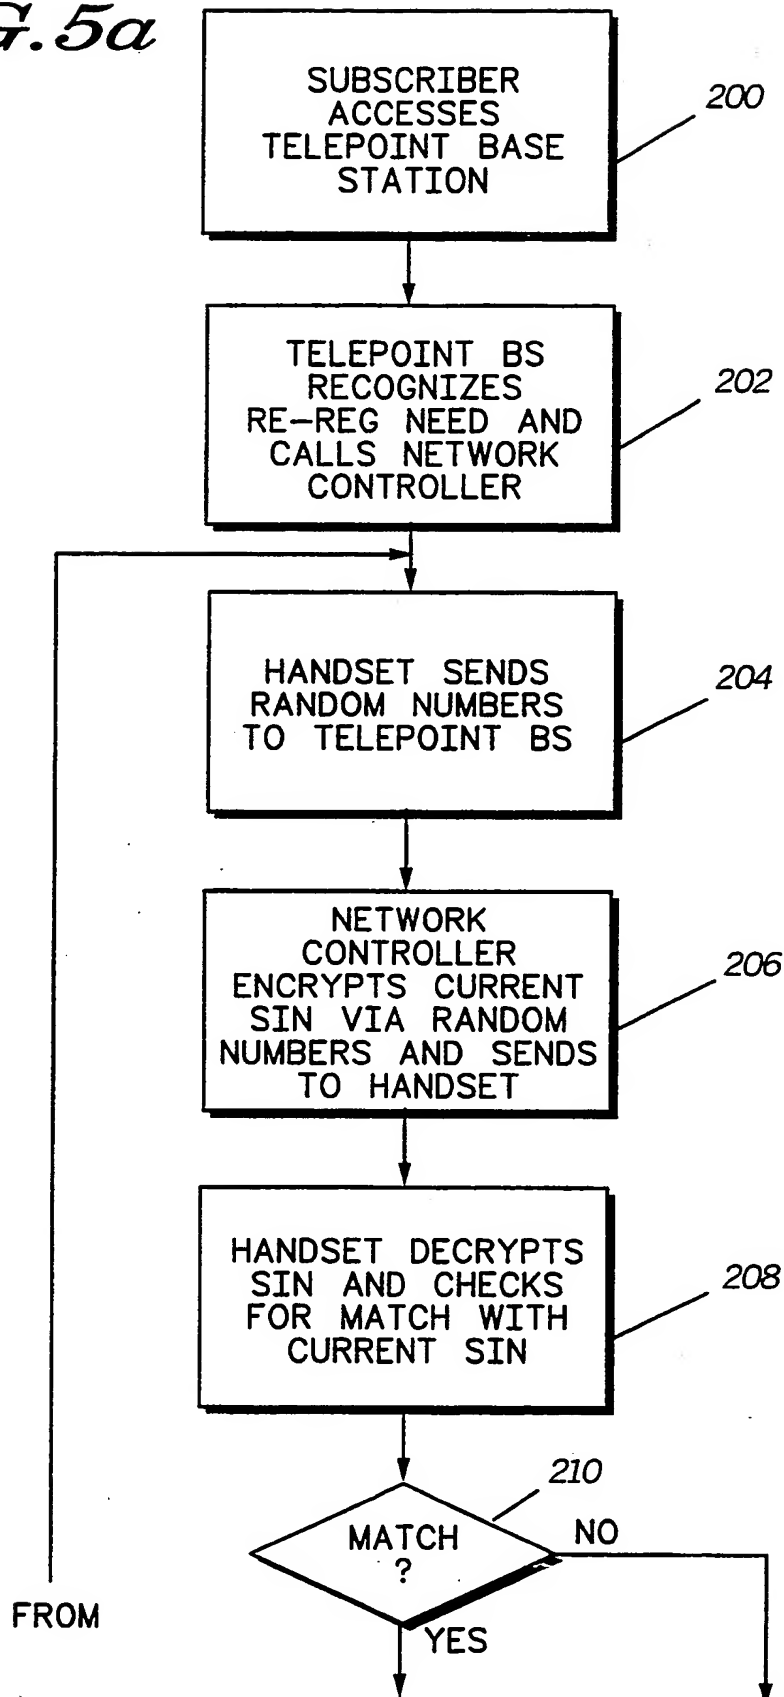 G.5a
SUBSCRIBER
ACCESSES
TELEPOINT BASE
STATION
200
TELEPOINT BS
RECOGNIZES
RE-REG NEED AND
CALLS NETWORK
CONTROLLER
202
HANDSET SENDS
RANDOM NUMBERS
TO TELEPOINT BS
204
NETWORK
CONTROLLER
ENCRYPTS CURRENT
SIN VIA RANDOM
NUMBERS AND SENDS
TO HANDSET
206
HANDSET DECRYPTS
SIN AND CHECKS
FOR MATCH WITH
CURRENT SIN
208
210
MATCH
?
NO
FROM
YES